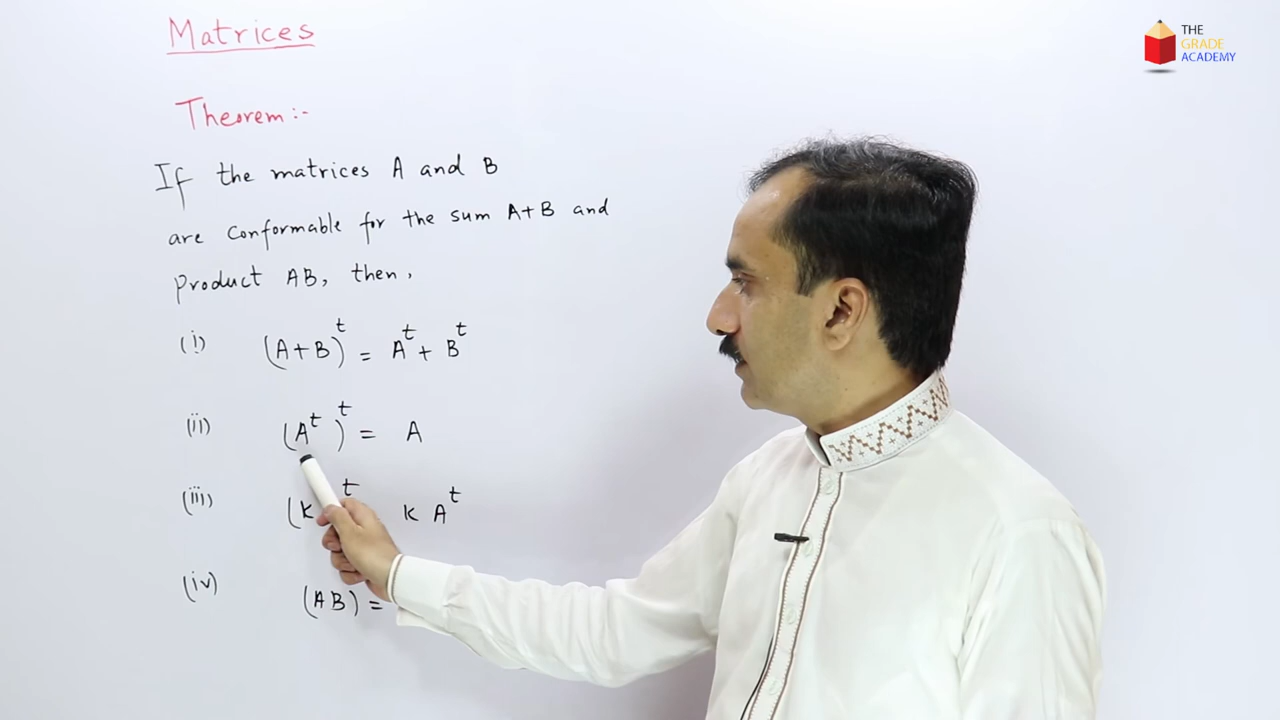 Matrices
THE
GRADE
ACADEMY
Theorem:-
If the matrices A and B
are conformable for the sum A+B and
product AB, then,
(i) (A+B)^t = A^t + B^t
(ii) (A^t)^t = A
(iii) (K t K A^t
(iv) (AB) =